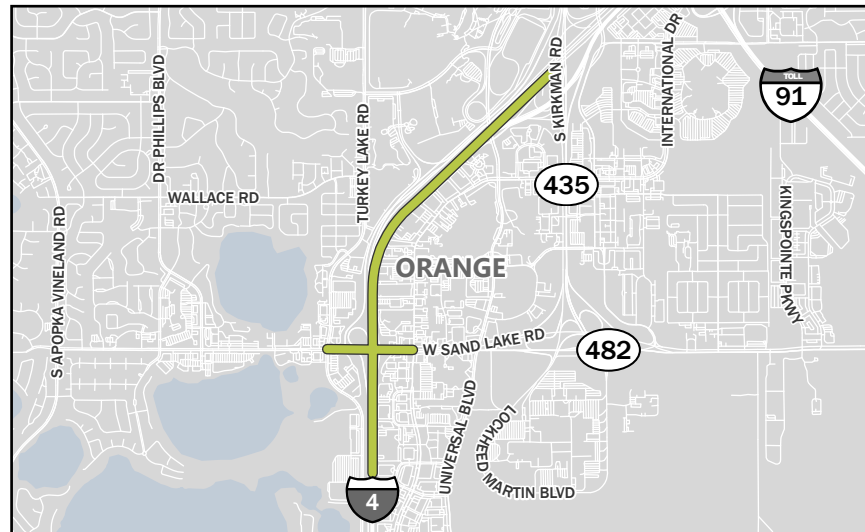 S KIRKMAN RD
INTERNATIONAL DR
TOLL
91
DR PHILLIPS BLVD
TURKEY LAKE RD
WALLACE RD
435
KINGSPOINTE PKWY
S APOPKA VINELAND RD
ORANGE
W SAND LAKE RD
482
UNIVERSAL BLVD
LOCKHEED
MARTIN BLVD
4